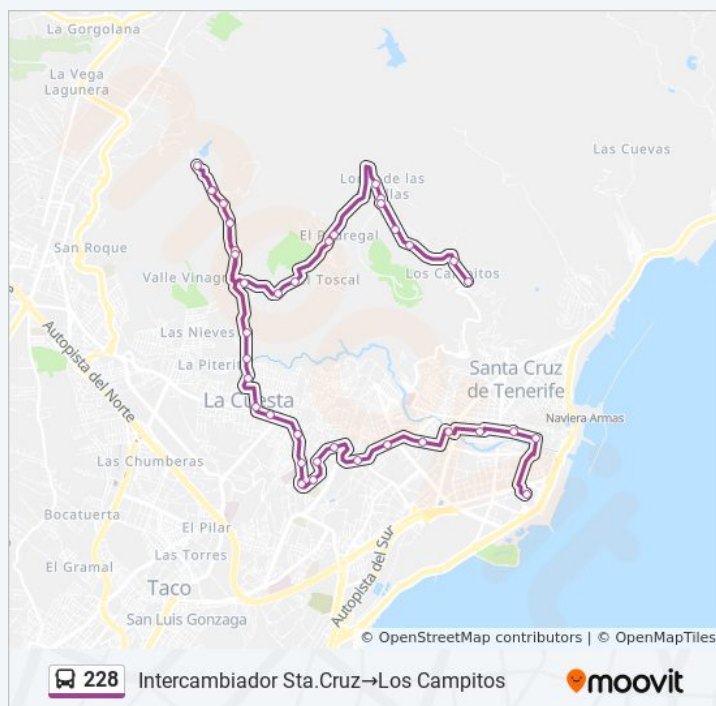 La Gorgolana
La Vega
Lagunera
Las Cuevas
El Toscal
San Roque
Valle Vinag
Los Campitos
Las Nieves
Autopista del Norte
La Piterit
Santa Cruz
de Tenerife
La Cuesta
Naviera Armas
Las Chumberas
Bocatuerta
El Pilar
Las Torres
El Gramal
Taco
Autopista del Sur
San Luis Gonzaga
© OpenStreetMap contributors | © OpenMapTiles
228 Intercambiador Sta.Cruz→Los Campitos
moovit